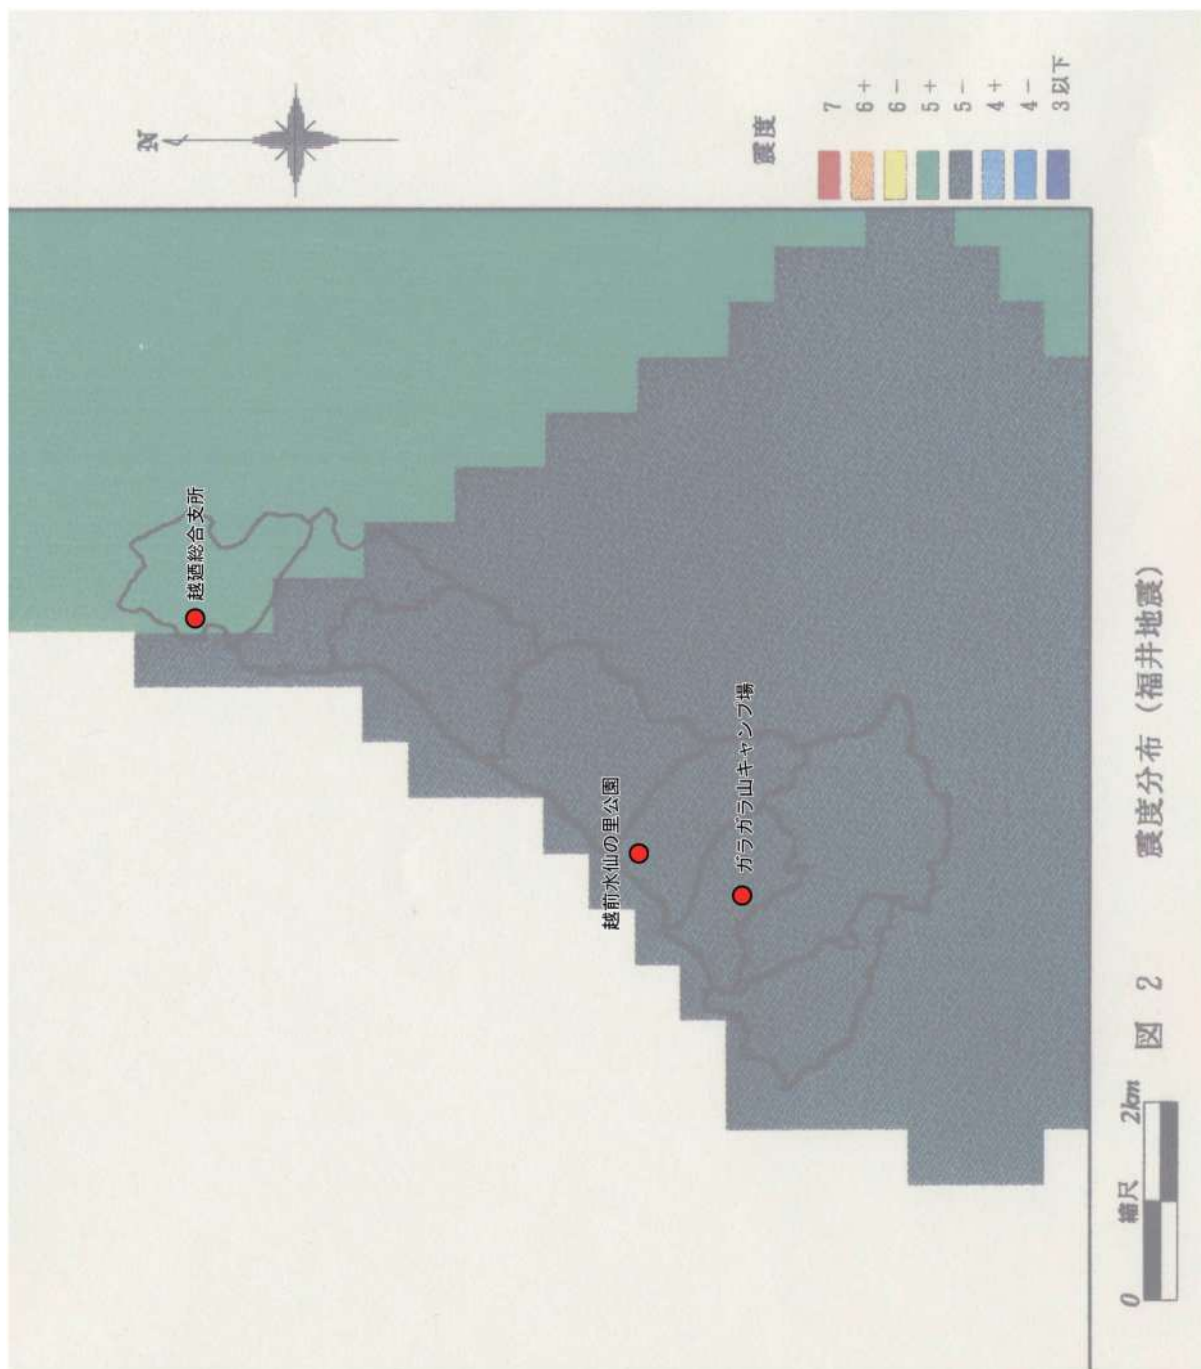 N
震度
7
6+
6−
5+
5−
4+
4−
3以下
越廼総合支所
越前水仙の里公園
ガラガラ山キャンプ場
0 縮尺 2km
図 2 震度分布（福井地震）